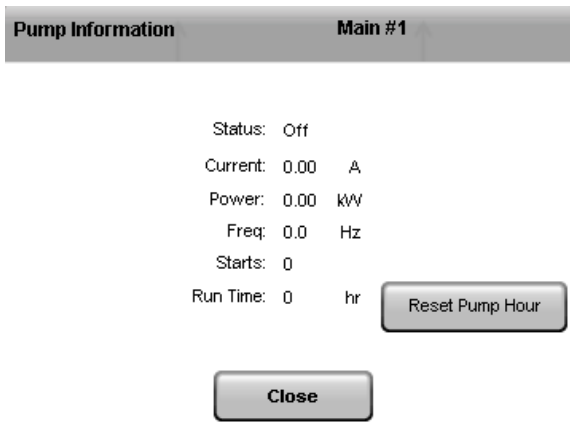 Pump Information Main #1
Status: Off
Current: 0.00 A
Power: 0.00 kW
Freq: 0.0 Hz
Starts: 0
Run Time: 0 hr Reset Pump Hour
Close